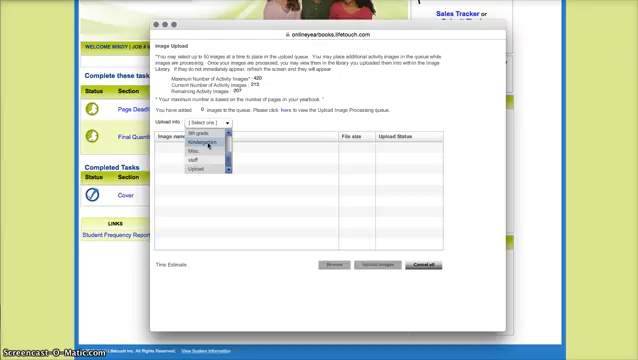 Sales Tracker or
onlineyearbooks.lifetouch.com
WELCOME MINDY | JOB #
Complete these task
Status
Section
Page Deadl
Final Quanti
Completed Tasks
Status
Section
Cover
LINKS
Student Frequency Report
Image Upload
*You may select up to 50 images at a time to place in the upload queue. You may place additional activity images in the queue while
images are processing. Once your images are processed, you may view them in the library you uploaded them into within the Image
Library. If they do not immediately appear, refresh the screen and they will appear
Maximum Number of Activity Images* : 420
Current Number of Activity Images : 213
Remaining Activity Images : 207
* Your maximum number is based on the number of pages in your yearbook *
You have added 0 images to the queue. Please click here to view the Upload Image Processing queue.
Upload into : [ Select one ]
5th grade
Kindergarten
Misc
staff
Upload
Image name
File size
Upload Status
Time Estimate
Browse
Upload Images
Cancel all
Screencast-O-Matic.com
View System Information